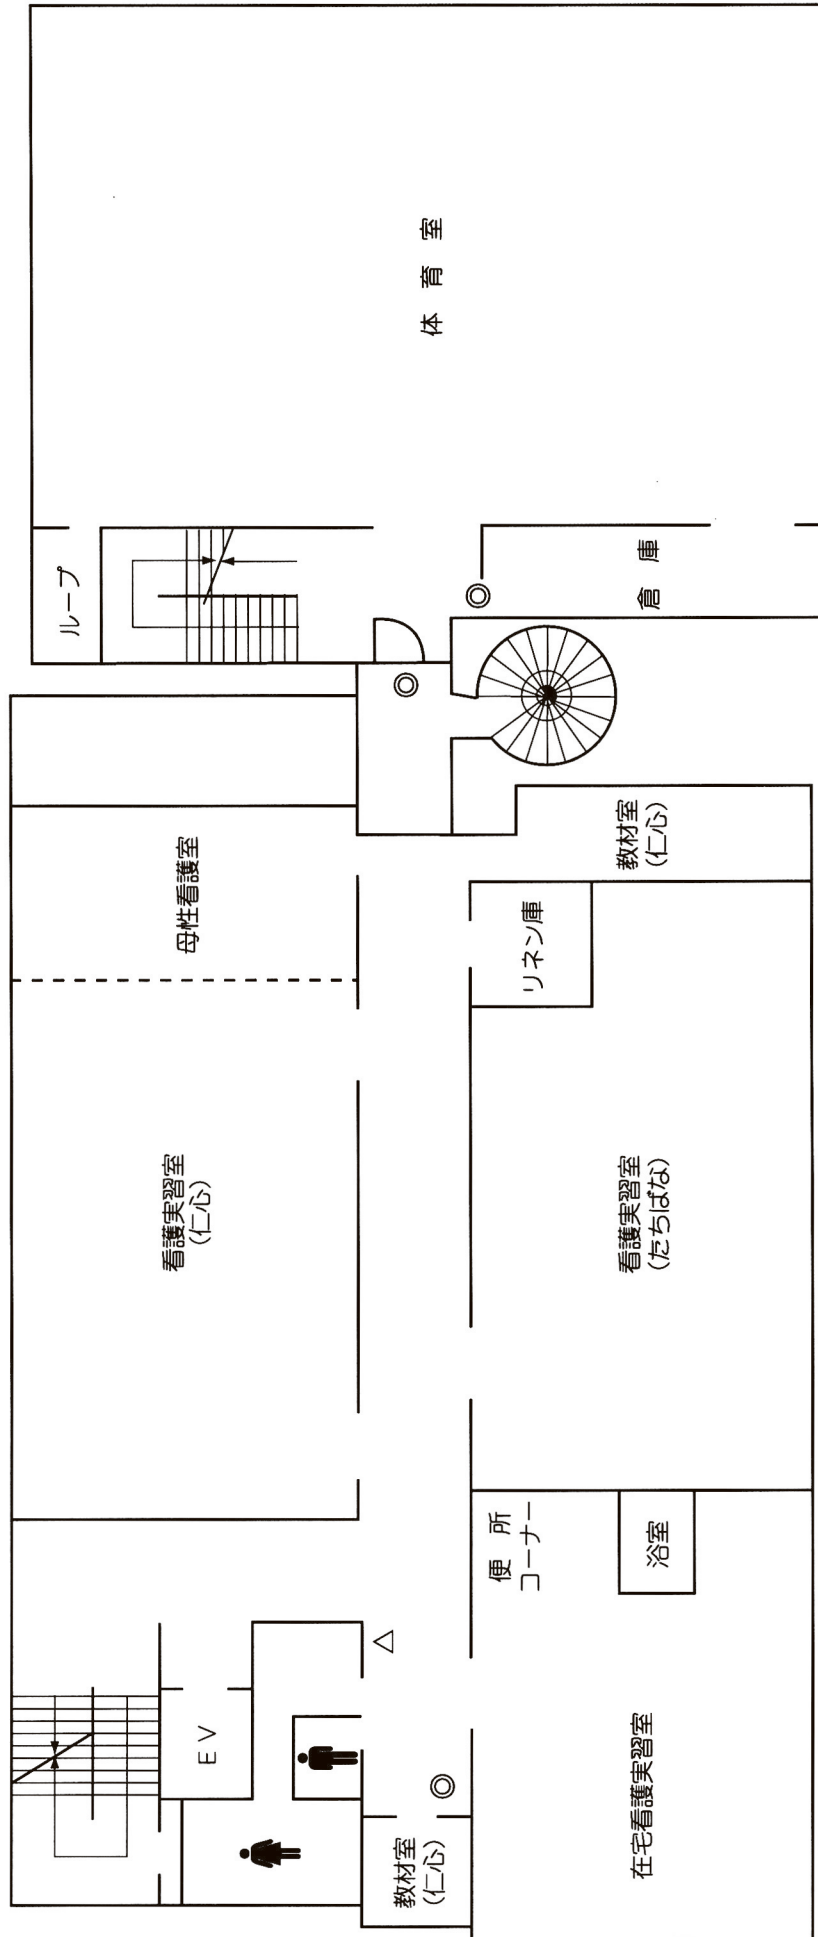 体育室
ループ
倉庫
母性看護室
教材室
(仁心)
リネン庫
看護実習室
(仁心)
看護実習室
(たちばな)
便所
コーナー
浴室
EV
教材室
(仁心)
在宅看護実習室